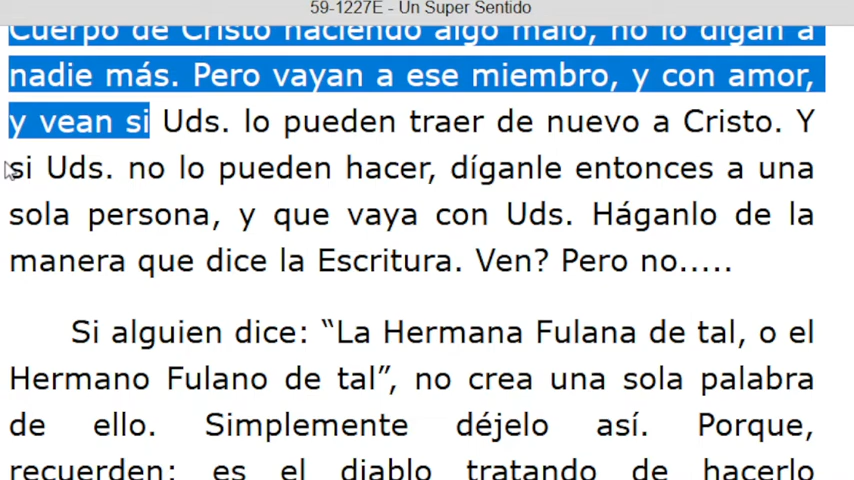 59-1227E - Un Super Sentido
Cuerpo de Cristo haciendo algo malo, no lo digan a
nadie más. Pero vayan a ese miembro, y con amor,
y vean si Uds. lo pueden traer de nuevo a Cristo. Y
si Uds. no lo pueden hacer, díganle entonces a una
sola persona, y que vaya con Uds. Háganlo de la
manera que dice la Escritura. Ven? Pero no.....
Si alguien dice: “La Hermana Fulana de tal, o el
Hermano Fulano de tal”, no crea una sola palabra
de ello. Simplemente déjelo así. Porque,
recuerden; es el diablo tratando de hacerlo